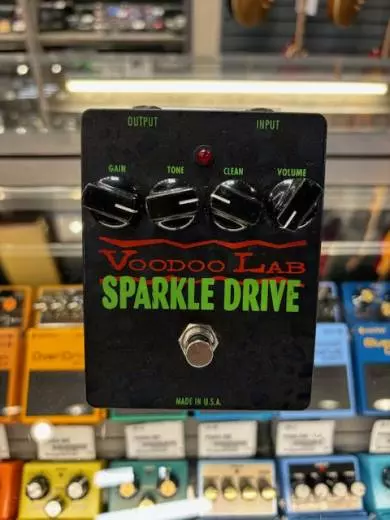 OUTPUT INPUT
GAIN TONE CLEAN VOLUME
VOODOO LAB
SPARKLE DRIVE
MADE IN U.S.A.